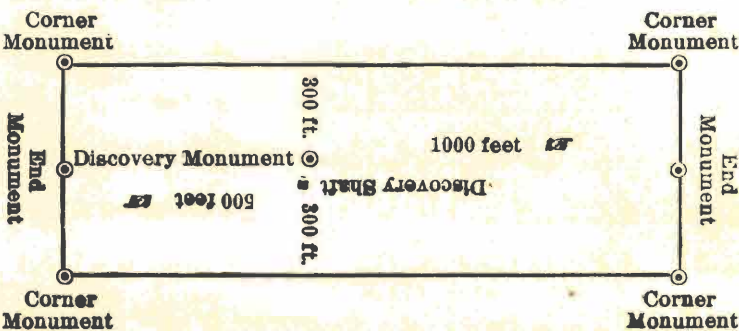 Corner
Monument
Corner
Monument
300 ft.
1000 feet
End
Monument
Discovery Monument
End
Monument
Discovery Shaft
500 feet
300 ft.
Corner
Monument
Corner
Monument